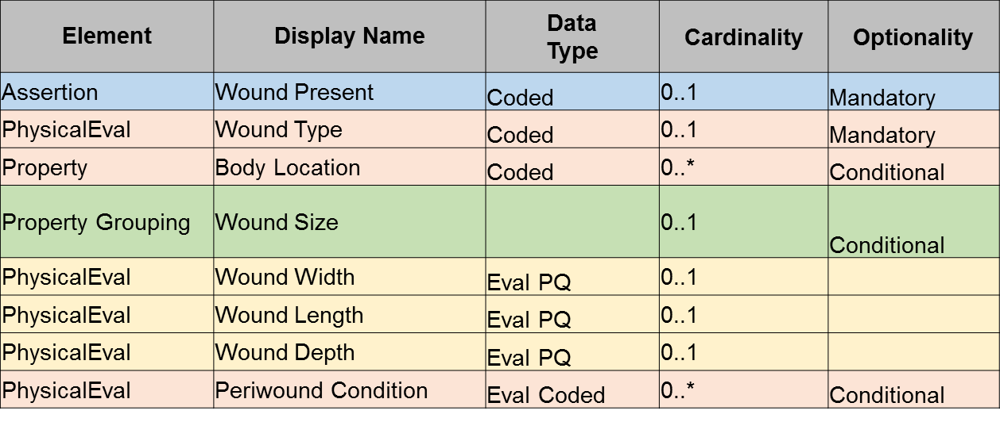 Element Display Name Data Type Cardinality Optionality
Assertion Wound Present Coded 0..1 Mandatory
PhysicalEval Wound Type Coded 0..1 Mandatory
Property Body Location Coded 0..* Conditional
Property Grouping Wound Size 0..1 Conditional
PhysicalEval Wound Width Eval PQ 0..1
PhysicalEval Wound Length Eval PQ 0..1
PhysicalEval Wound Depth Eval PQ 0..1
PhysicalEval Periwound Condition Eval Coded 0..* Conditional